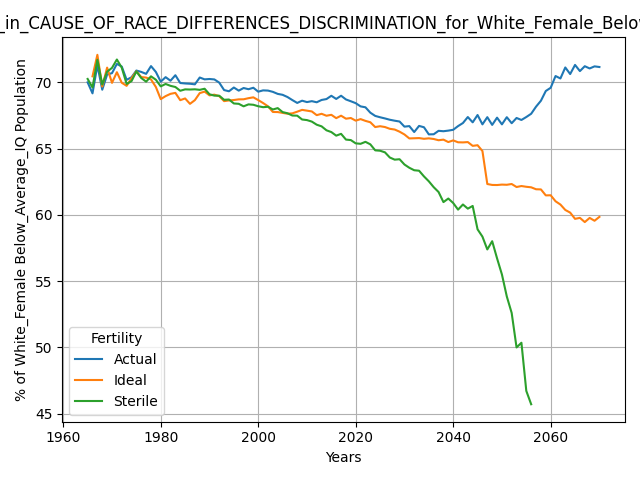 _in_CAUSE_OF_RACE_DIFFERENCES_DISCRIMINATION_for_White_Female_Below
% of White_Female Below_Average_IQ Population
70
65
60
55
50
45
Fertility
Actual
Ideal
Sterile
1960
1980
2000
2020
2040
2060
Years